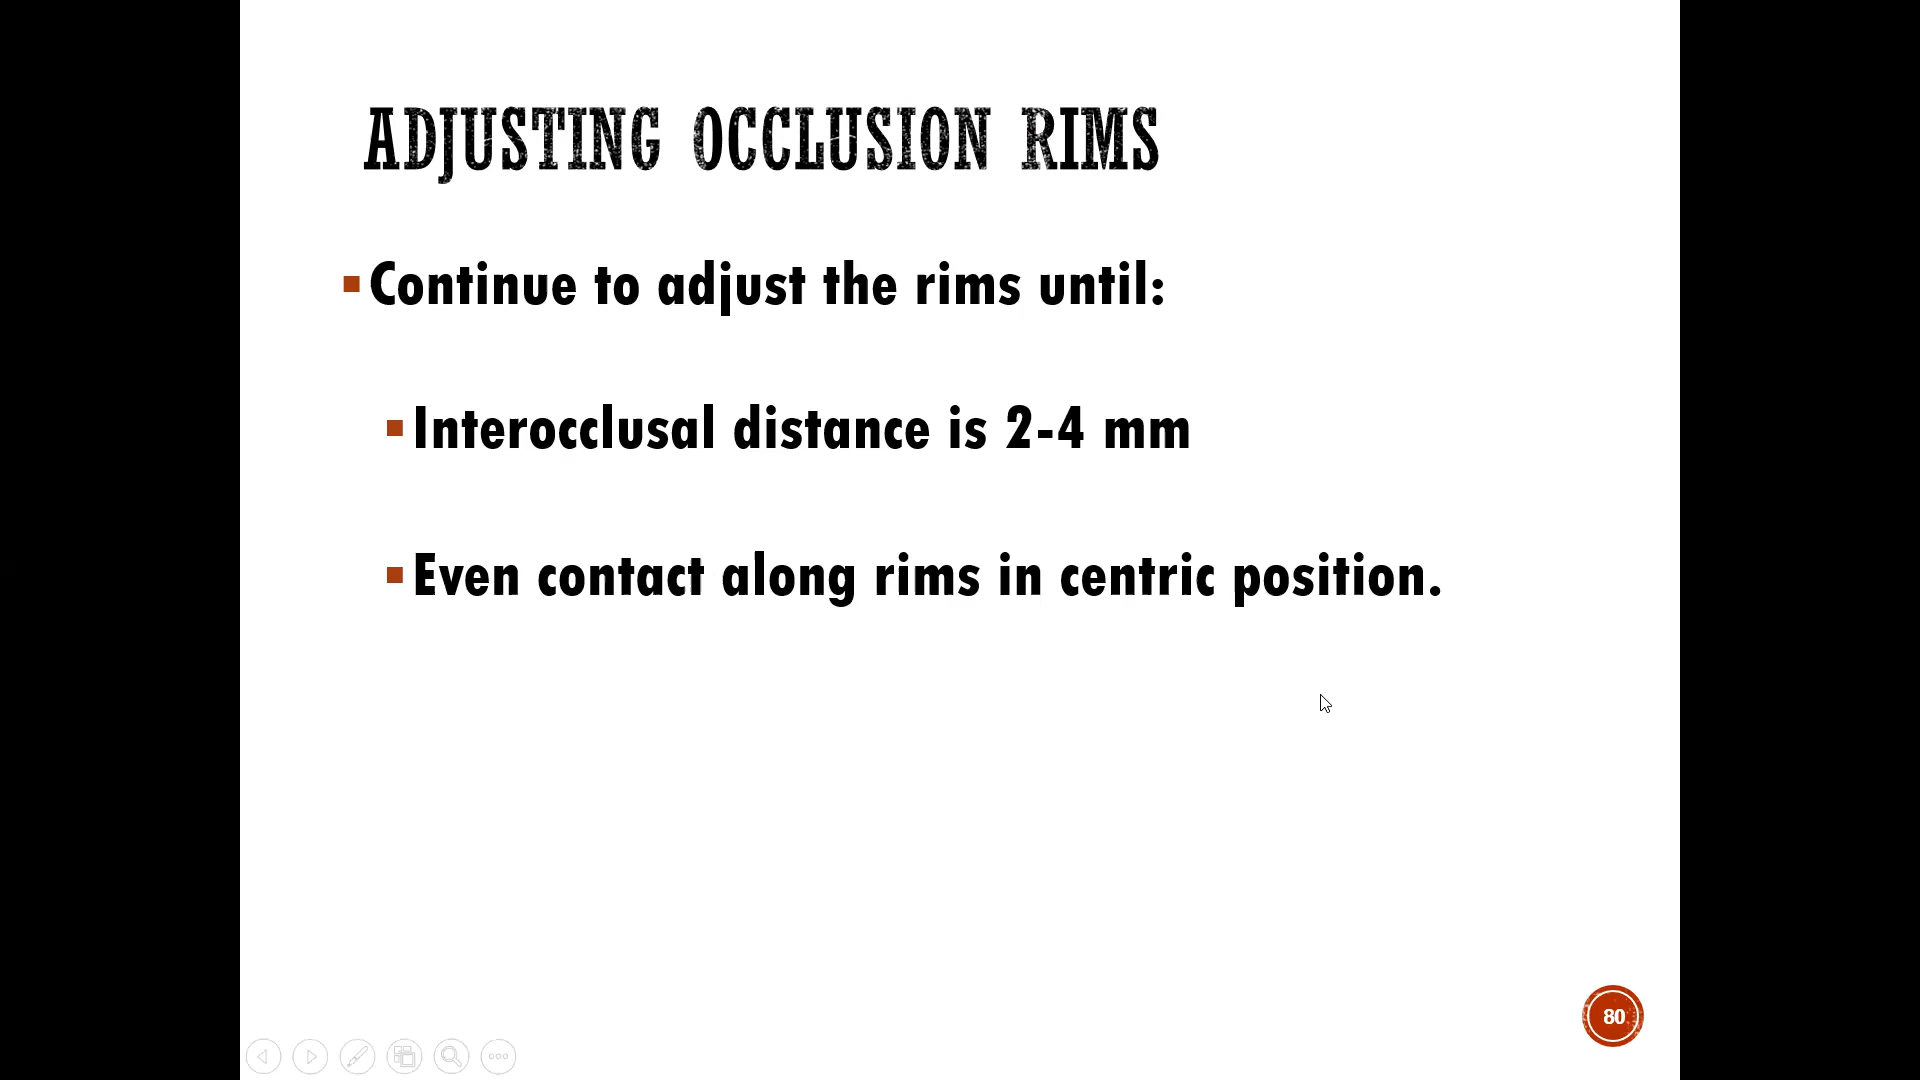 ADJUSTING OCCLUSION RIMS
Continue to adjust the rims until:
Interocclusal distance is 2-4 mm
Even contact along rims in centric position.
80